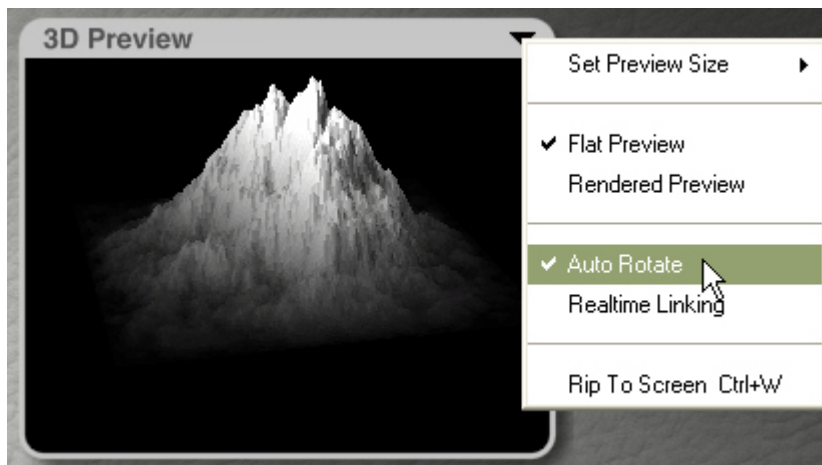 3D Preview
Set Preview Size
Flat Preview
Rendered Preview
Auto Rotate
Realtime Linking
Rip To Screen Ctrl+W